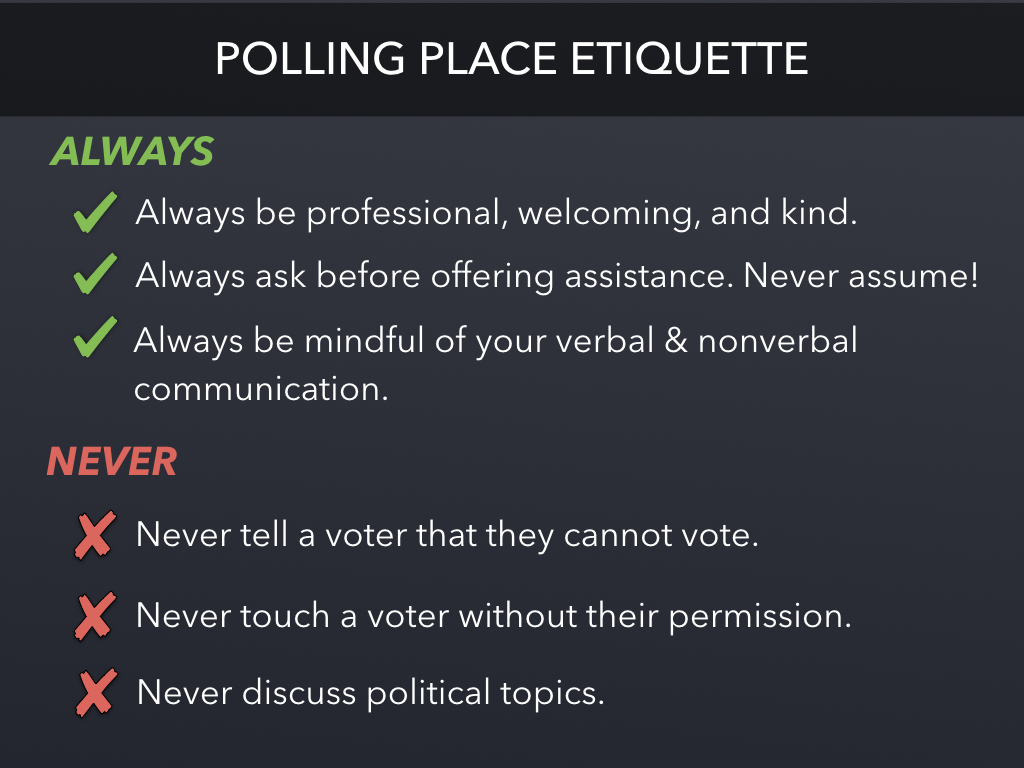 POLLING PLACE ETIQUETTE
ALWAYS
Always be professional, welcoming, and kind.
Always ask before offering assistance. Never assume!
Always be mindful of your verbal & nonverbal
communication.
NEVER
Never tell a voter that they cannot vote.
Never touch a voter without their permission.
Never discuss political topics.